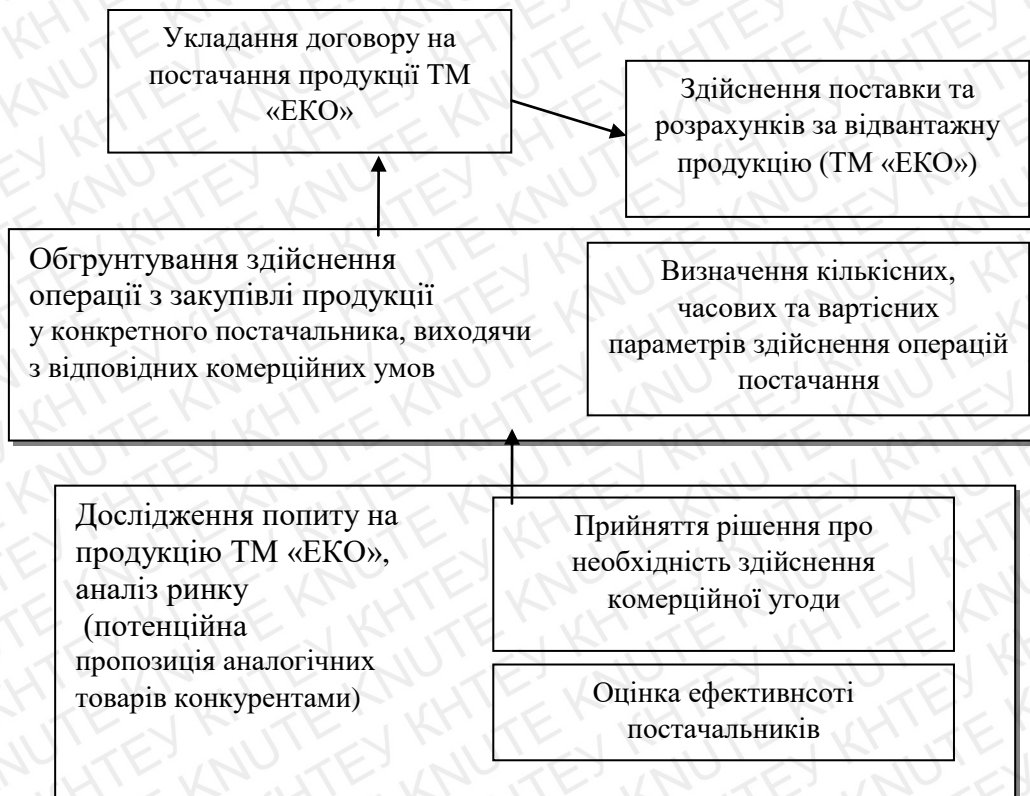 Укладання договору на
постачання продукції ТМ
«ЕКО»
Здійснення поставки та
розрахунків за відвантажну
продукцію (ТМ «ЕКО»)
Обгрунтування здійснення
операції з закупівлі продукції
у конкретного постачальника, виходячи
з відповідних комерційних умов
Визначення кількісних,
часових та вартісних
параметрів здійснення операцій
постачання
Дослідження попиту на
продукцію ТМ «ЕКО»,
аналіз ринку
(потенційна
пропозиція аналогічних
товарів конкурентами)
Прийняття рішення про
необхідність здійснення
комерційної угоди
Оцінка ефективнсоті
постачальників